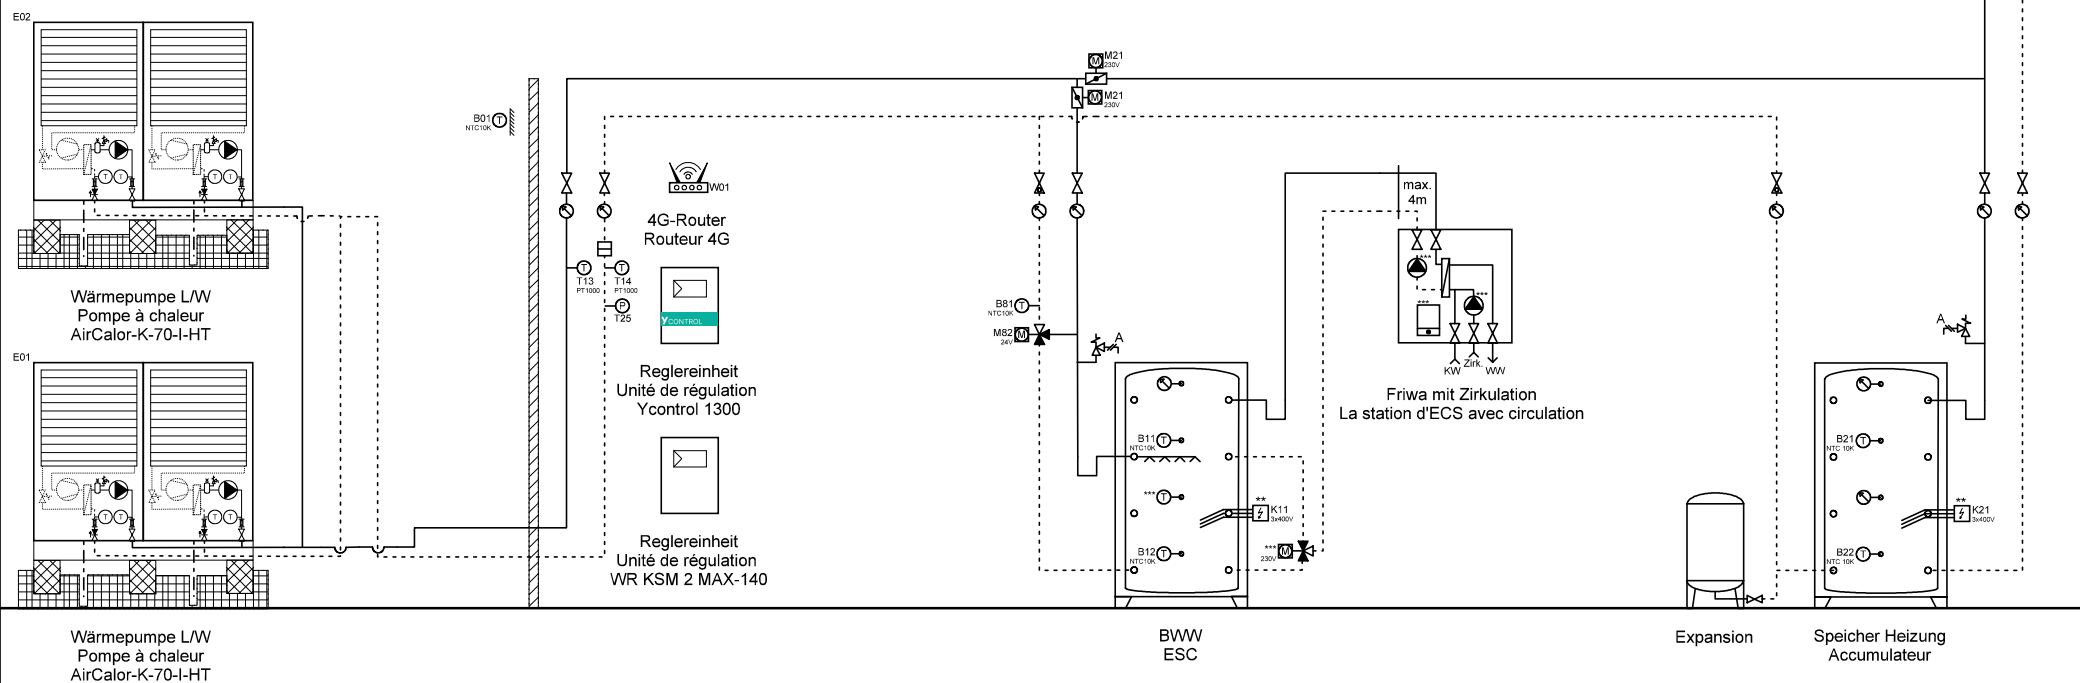 E02
Wärmepumpe L/W
Pompe à chaleur
AirCalor-K-70-I-HT
E01
Wärmepumpe L/W
Pompe à chaleur
AirCalor-K-70-I-HT
B01 T
NTC10K
W01
4G-Router
Routeur 4G
T
T13
PT1000
T
T14
PT1000
P
T25
YCONTROL
Reglereinheit
Unité de régulation
Ycontrol 1300
Reglereinheit
Unité de régulation
WR KSM 2 MAX-140
M M21
230V
M M21
230V
B81 T
NTC10K
M82 M
24V
A
B11 T
NTC10K
*** T
B12 T
NTC10K
**
K11
3x400V
***
230V
M
BWW
ESC
max.
4m
***
***
***
KW
Zirk.
WW
Friwa mit Zirkulation
La station d'ECS avec circulation
Expansion
A
B21 T
NTC 10K
B22 T
NTC 10K
**
K21
3x400V
Speicher Heizung
Accumulateur